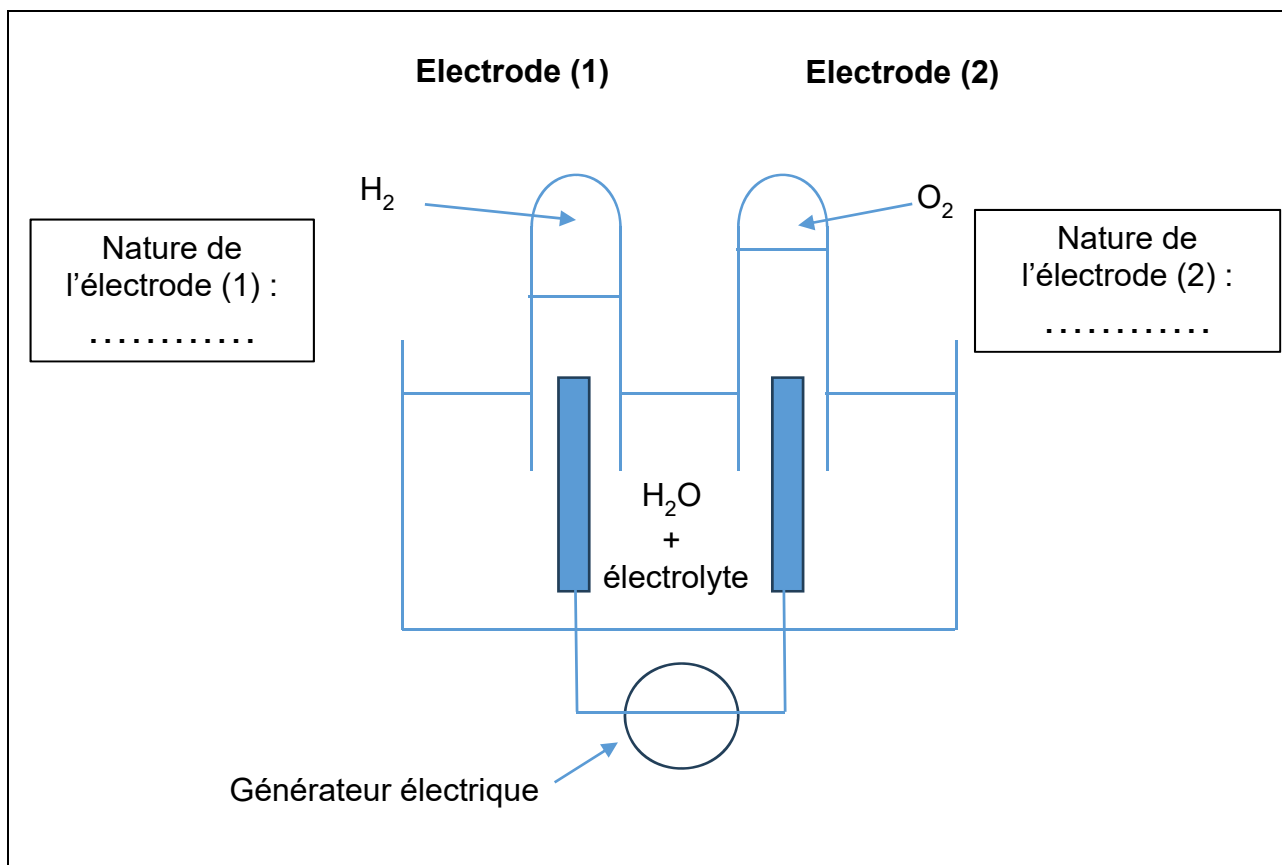 Electrode (1)
Electrode (2)
H₂
O₂
Nature de
l'électrode (1) :
............
Nature de
l'électrode (2) :
............
H₂O
+
électrolyte
Générateur électrique